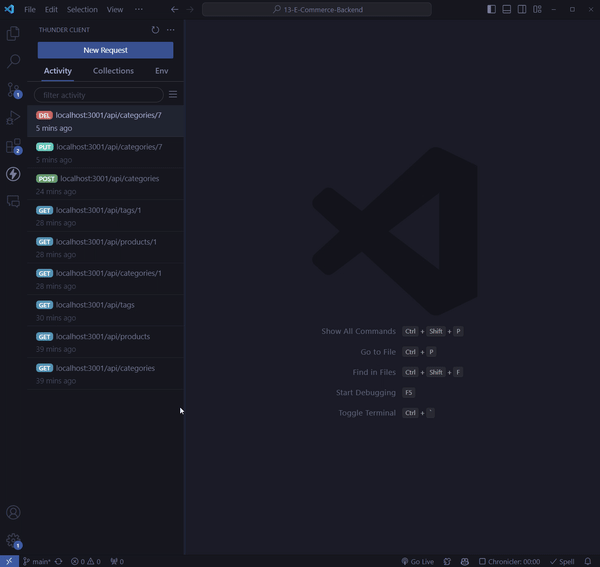 File Edit Selection View ··· 13-E-Commerce-Backend
THUNDER CLIENT
New Request
Activity Collections Env
filter activity
DEL localhost:3001/api/categories/7
5 mins ago
PUT localhost:3001/api/categories/7
5 mins ago
POST localhost:3001/api/categories
24 mins ago
GET localhost:3001/api/tags/1
28 mins ago
GET localhost:3001/api/products/1
28 mins ago
GET localhost:3001/api/categories/1
28 mins ago
GET localhost:3001/api/tags
30 mins ago
GET localhost:3001/api/products
39 mins ago
GET localhost:3001/api/categories
39 mins ago
1
2
1
Show All Commands Ctrl + Shift + P
Go to File Ctrl + P
Find in Files Ctrl + Shift + F
Start Debugging F5
Toggle Terminal Ctrl + `
main* 0 0 0 Go Live Chronicler: 00:00 Spell